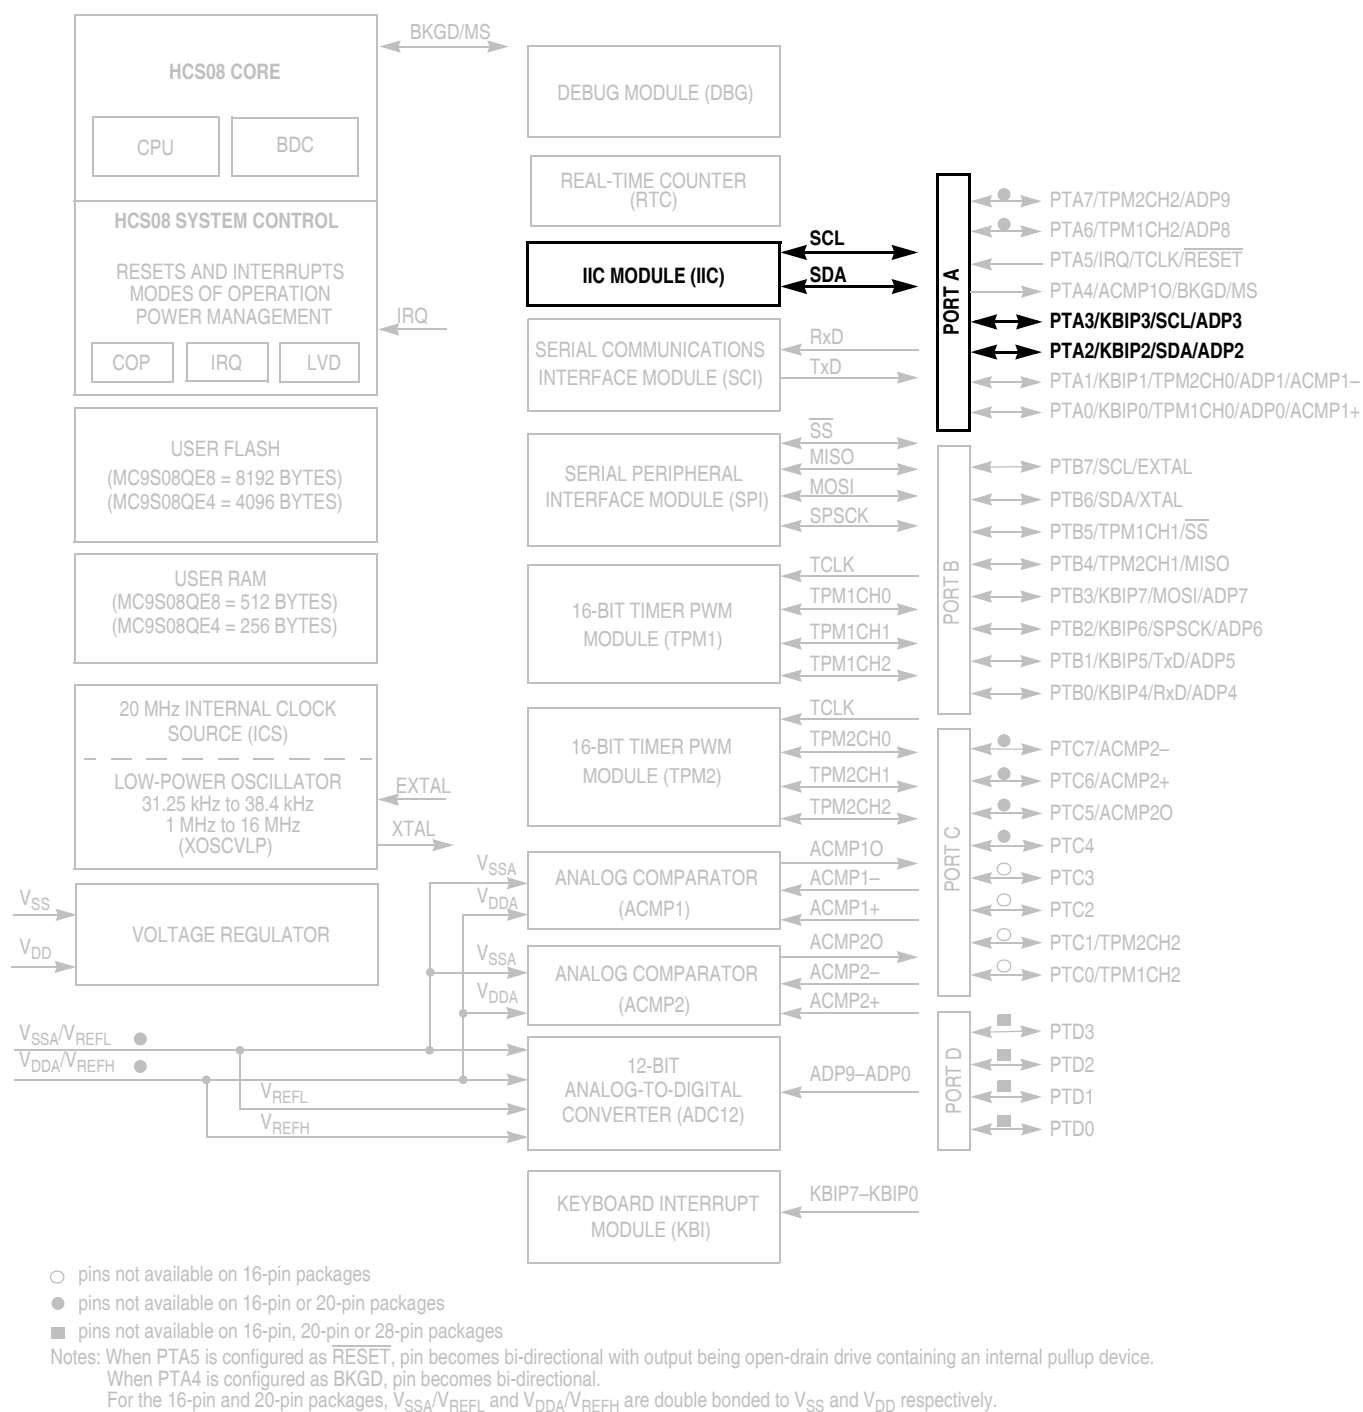 BKGD/MS
HCS08 CORE
CPU
BDC
HCS08 SYSTEM CONTROL
RESETS AND INTERRUPTS
MODES OF OPERATION
POWER MANAGEMENT
IRQ
COP
IRQ
LVD
USER FLASH
(MC9S08QE8 = 8192 BYTES)
(MC9S08QE4 = 4096 BYTES)
USER RAM
(MC9S08QE8 = 512 BYTES)
(MC9S08QE4 = 256 BYTES)
20 MHz INTERNAL CLOCK
SOURCE (ICS)
LOW-POWER OSCILLATOR
31.25 kHz to 38.4 kHz
1 MHz to 16 MHz
(XOSCVLP)
EXTAL
XTAL
VSS
VDD
VOLTAGE REGULATOR
VSSA/VREFL
VDDA/VREFH
VREFL
VREFH
DEBUG MODULE (DBG)
REAL-TIME COUNTER
(RTC)
IIC MODULE (IIC)
SCL
SDA
SERIAL COMMUNICATIONS
INTERFACE MODULE (SCI)
RxD
TxD
SERIAL PERIPHERAL
INTERFACE MODULE (SPI)
SS
MISO
MOSI
SPSCK
16-BIT TIMER PWM
MODULE (TPM1)
TCLK
TPM1CH0
TPM1CH1
TPM1CH2
16-BIT TIMER PWM
MODULE (TPM2)
TCLK
TPM2CH0
TPM2CH1
TPM2CH2
VSSA
VDDA
ANALOG COMPARATOR
(ACMP1)
ACMP1O
ACMP1–
ACMP1+
VSSA
VDDA
ANALOG COMPARATOR
(ACMP2)
ACMP2O
ACMP2–
ACMP2+
12-BIT
ANALOG-TO-DIGITAL
CONVERTER (ADC12)
ADP9–ADP0
KEYBOARD INTERRUPT
MODULE (KBI)
KBIP7–KBIP0
PORT A
PTA7/TPM2CH2/ADP9
PTA6/TPM1CH2/ADP8
PTA5/IRQ/TCLK/RESET
PTA4/ACMP1O/BKGD/MS
PTA3/KBIP3/SCL/ADP3
PTA2/KBIP2/SDA/ADP2
PTA1/KBIP1/TPM2CH0/ADP1/ACMP1–
PTA0/KBIP0/TPM1CH0/ADP0/ACMP1+
PORT B
PTB7/SCL/EXTAL
PTB6/SDA/XTAL
PTB5/TPM1CH1/SS
PTB4/TPM2CH1/MISO
PTB3/KBIP7/MOSI/ADP7
PTB2/KBIP6/SPSCK/ADP6
PTB1/KBIP5/TxD/ADP5
PTB0/KBIP4/RxD/ADP4
PORT C
PTC7/ACMP2–
PTC6/ACMP2+
PTC5/ACMP2O
PTC4
PTC3
PTC2
PTC1/TPM2CH2
PTC0/TPM1CH2
PORT D
PTD3
PTD2
PTD1
PTD0
pins not available on 16-pin packages
pins not available on 16-pin or 20-pin packages
pins not available on 16-pin, 20-pin or 28-pin packages
Notes: When PTA5 is configured as RESET, pin becomes bi-directional with output being open-drain drive containing an internal pullup device.
When PTA4 is configured as BKGD, pin becomes bi-directional.
For the 16-pin and 20-pin packages, VSSA/VREFL and VDDA/VREFH are double bonded to VSS and VDD respectively.